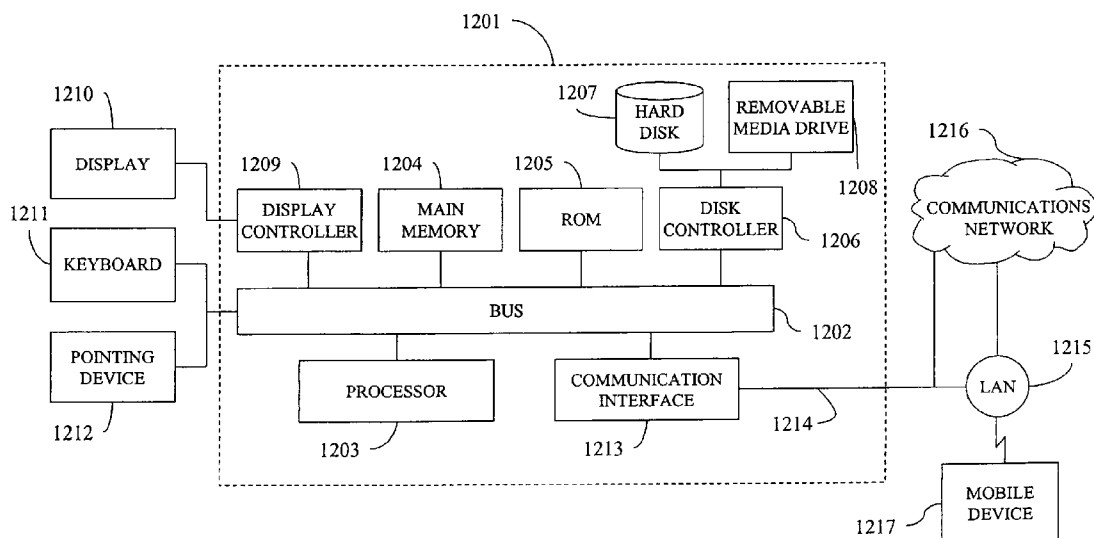 1201
1210
DISPLAY
1207
HARD
DISK
REMOVABLE
MEDIA DRIVE
1208
1216
COMMUNICATIONS
NETWORK
1209
1204
1205
1211
DISPLAY
CONTROLLER
MAIN
MEMORY
ROM
DISK
CONTROLLER
1206
KEYBOARD
BUS
1202
POINTING
DEVICE
1212
PROCESSOR
1203
COMMUNICATION
INTERFACE
1213
1214
LAN
1215
MOBILE
DEVICE
1217